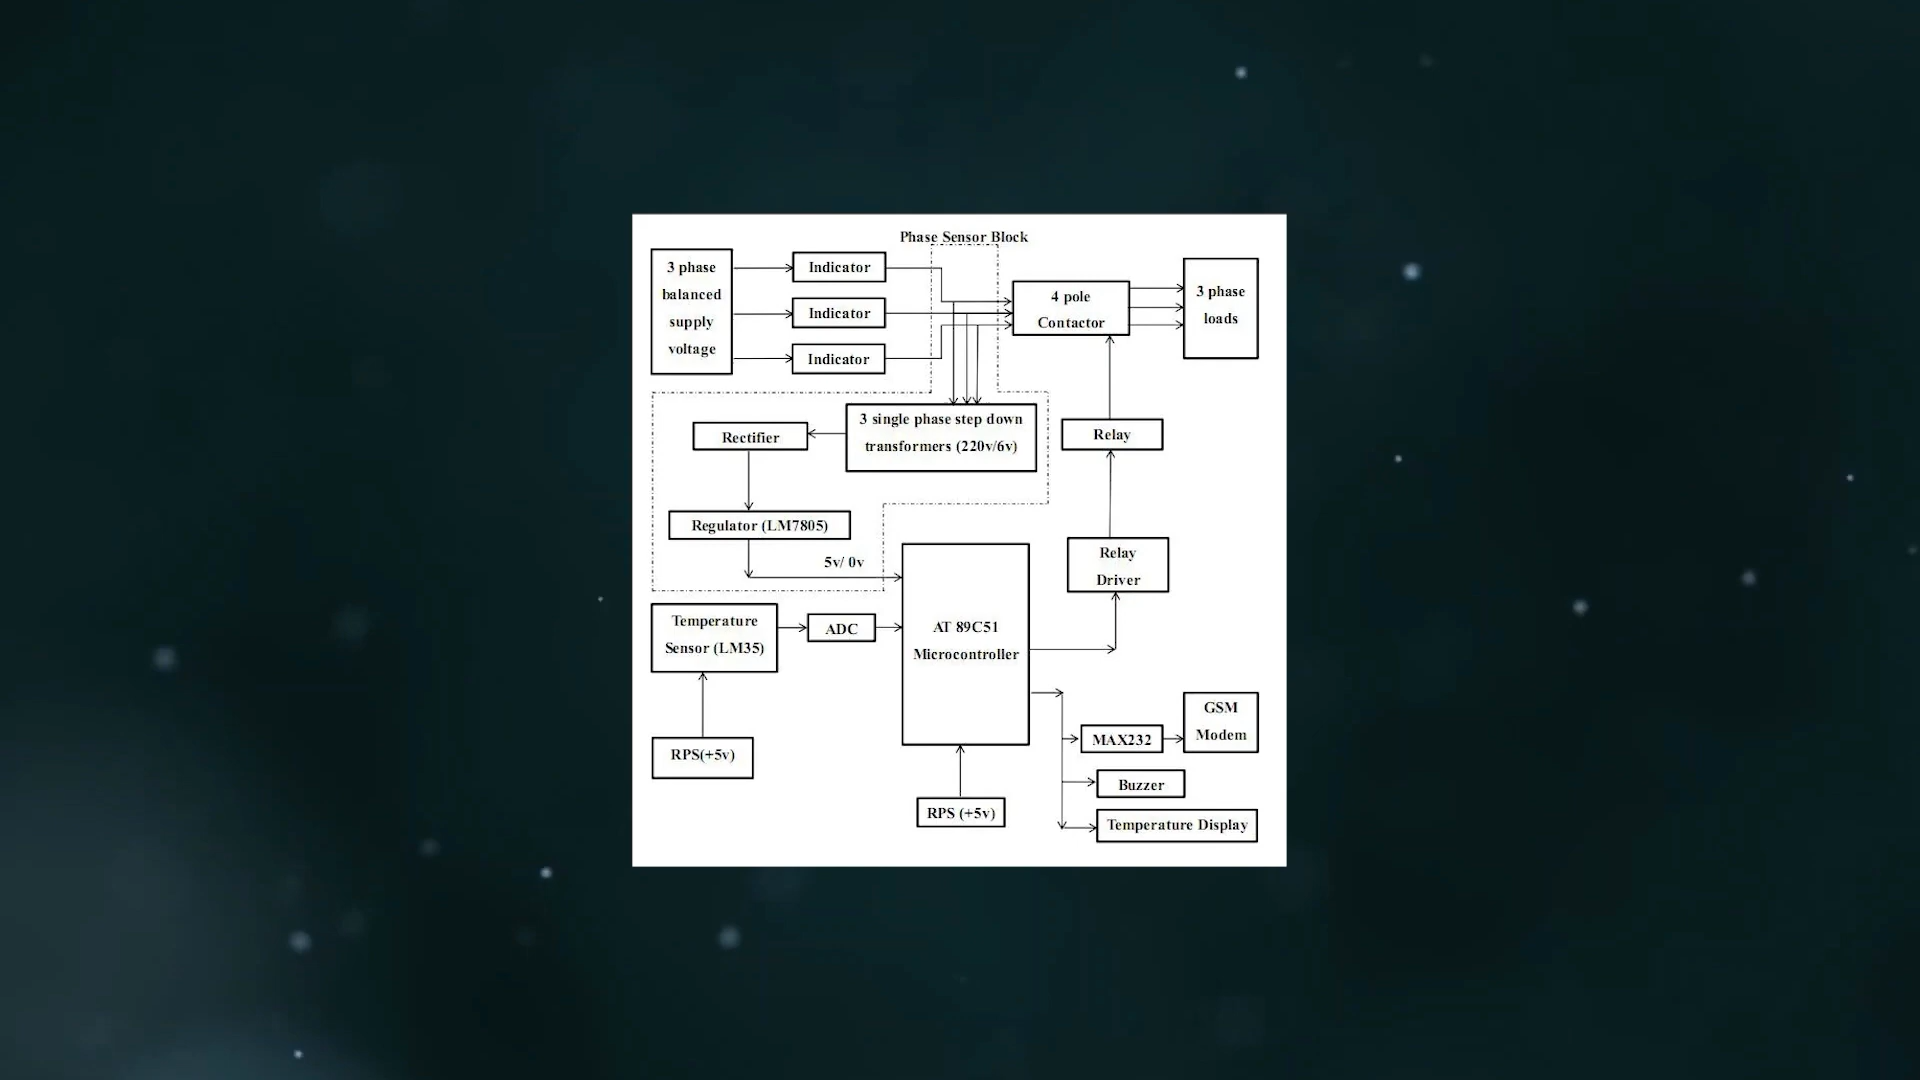 Phase Sensor Block
3 phase
balanced
supply
voltage
Indicator
Indicator
Indicator
4 pole
Contactor
3 phase
loads
3 single phase step down
transformers (220v/6v)
Rectifier
Relay
Regulator (LM7805)
5v/ 0v
Relay
Driver
Temperature
Sensor (LM35)
ADC
AT 89C51
Microcontroller
RPS(+5v)
RPS (+5v)
MAX232
GSM
Modem
Buzzer
Temperature Display